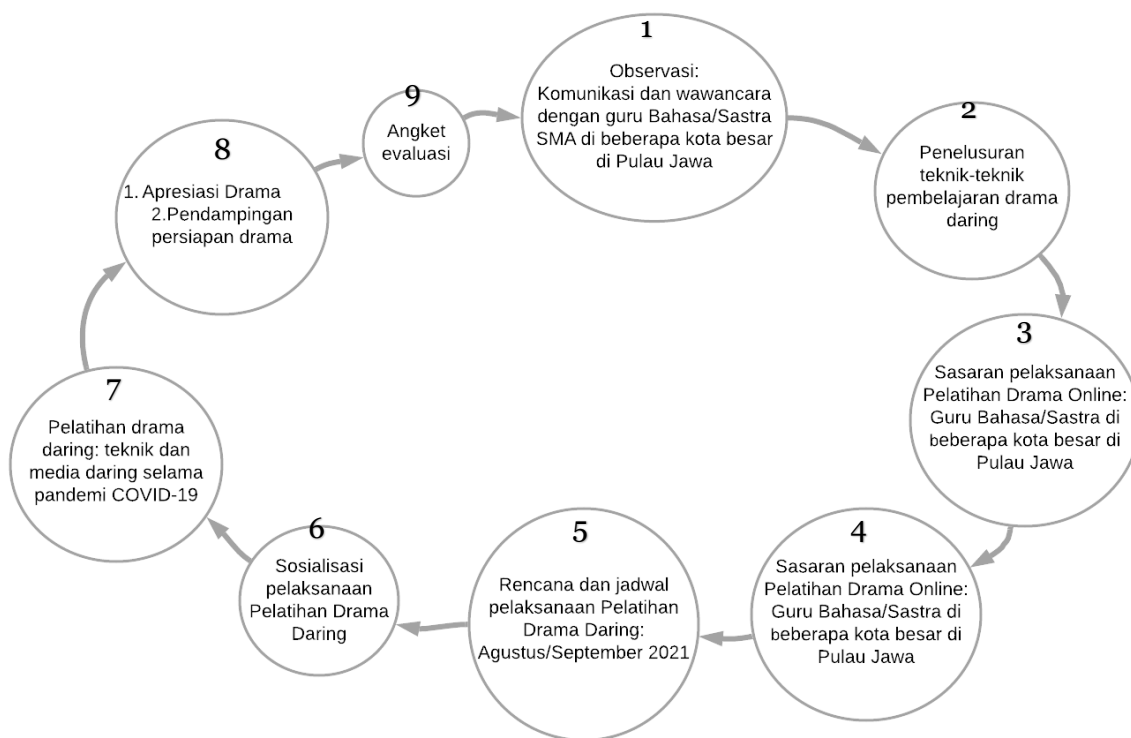 1
Observasi:
Komunikasi dan wawancara
dengan guru Bahasa/Sastra
SMA di beberapa kota besar
di Pulau Jawa
2
Penelusuran
teknik-teknik
pembelajaran drama
daring
3
Sasaran pelaksanaan
Pelatihan Drama Online:
Guru Bahasa/Sastra di
beberapa kota besar di
Pulau Jawa
4
Sasaran pelaksanaan
Pelatihan Drama Online:
Guru Bahasa/Sastra di
beberapa kota besar di
Pulau Jawa
5
Rencana dan jadwal
pelaksanaan Pelatihan
Drama Daring:
Agustus/September 2021
6
Sosialisasi
pelaksanaan
Pelatihan Drama
Daring
7
Pelatihan drama
daring: teknik dan
media daring selama
pandemi COVID-19
8
1. Apresiasi Drama
2.Pendampingan
persiapan drama
9
Angket
evaluasi